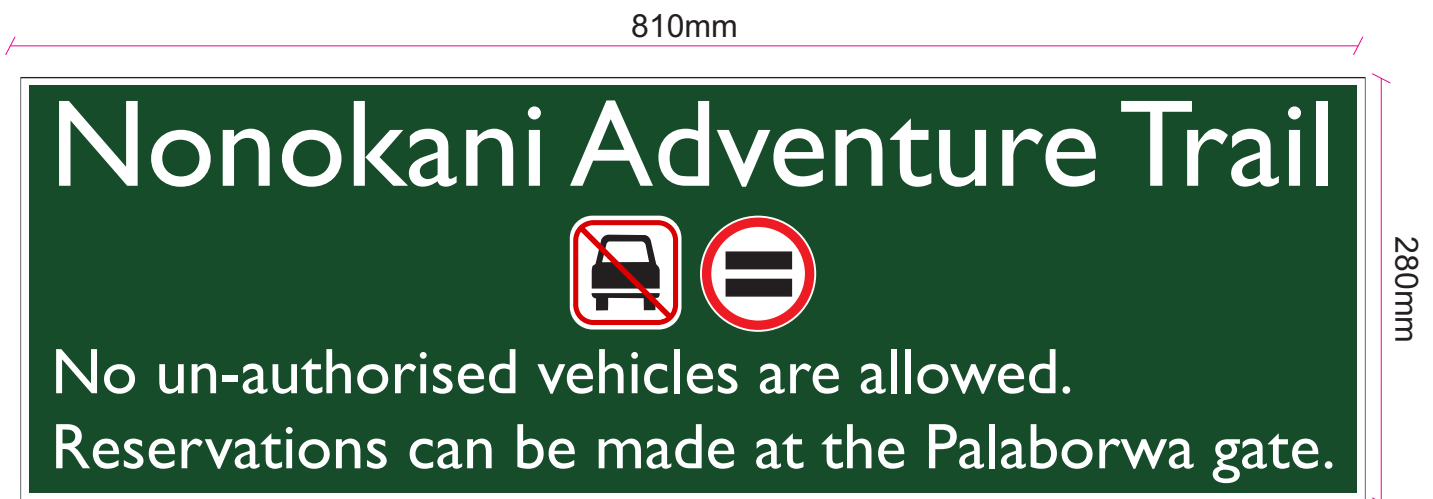 810mm
Nonokani Adventure Trail
280mm
No un-authorised vehicles are allowed.
Reservations can be made at the Palaborwa gate.